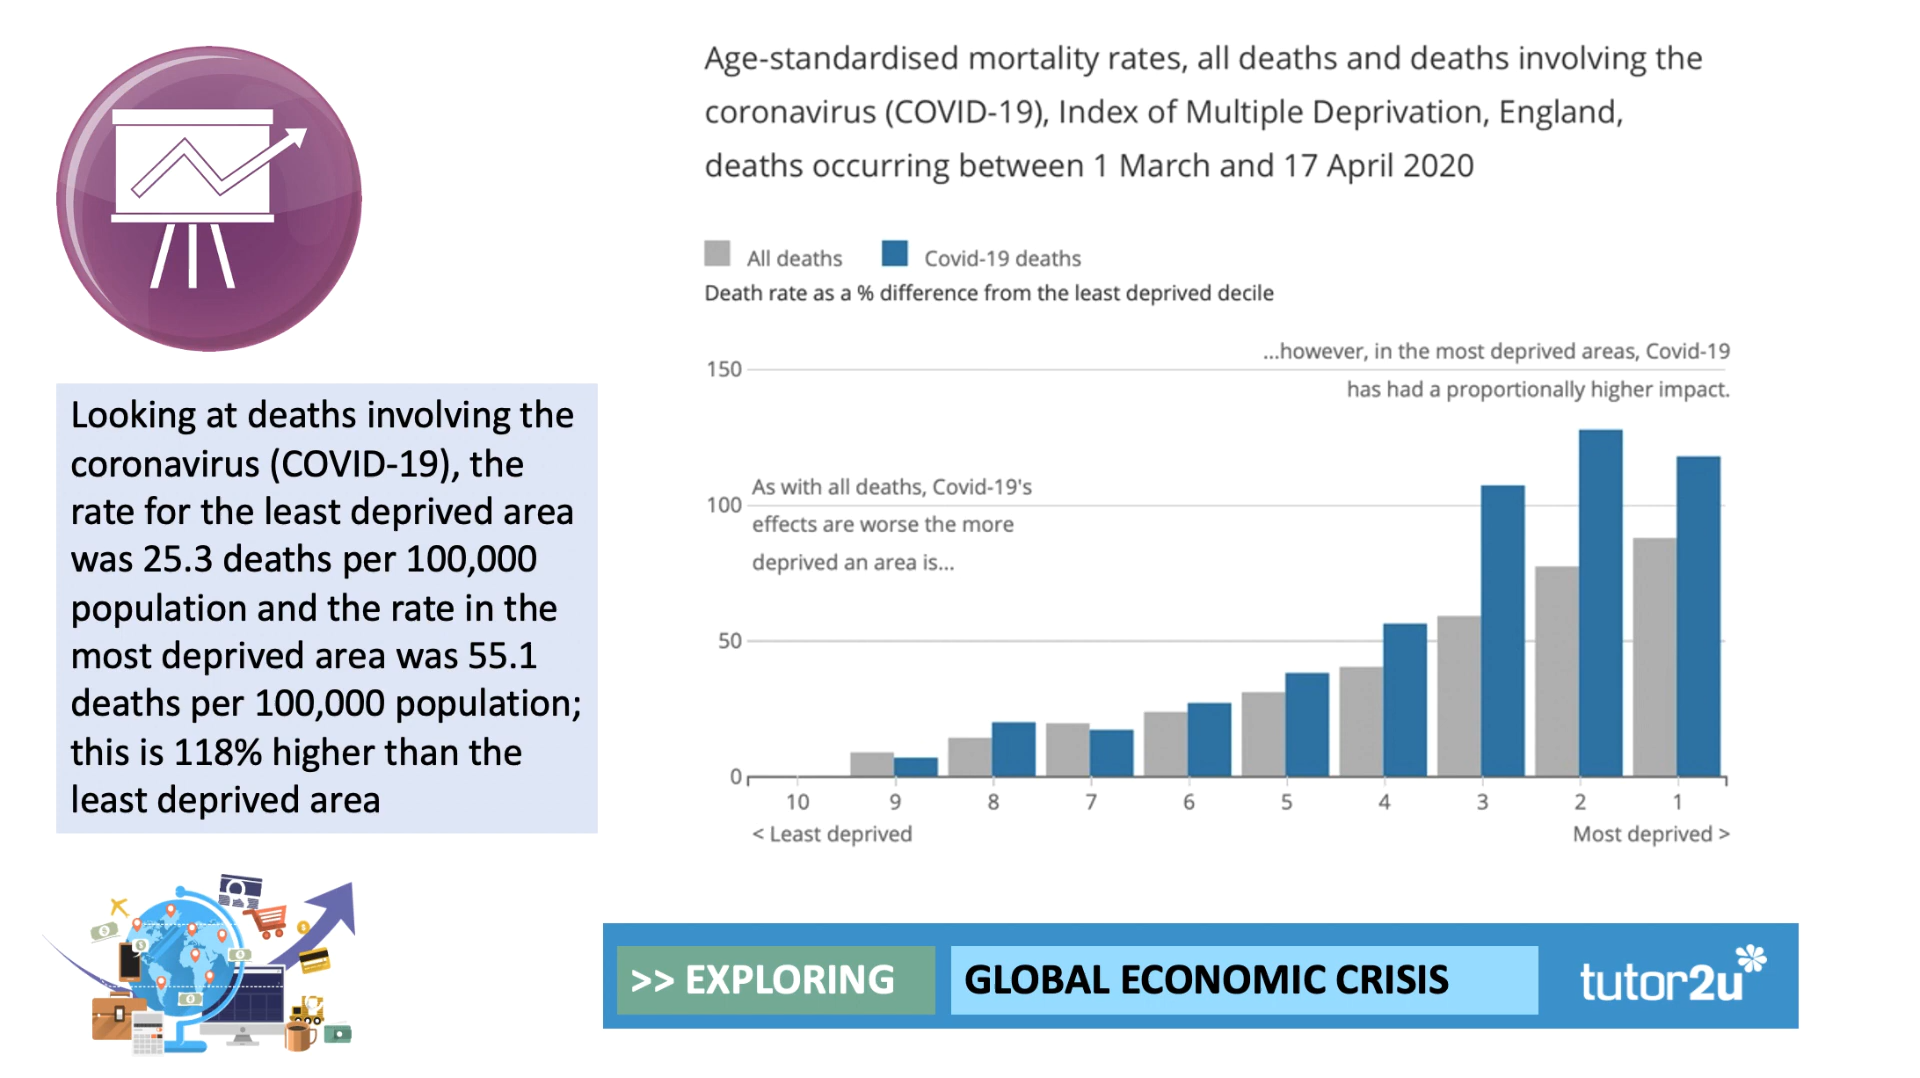 Age-standardised mortality rates, all deaths and deaths involving the
coronavirus (COVID-19), Index of Multiple Deprivation, England,
deaths occurring between 1 March and 17 April 2020
All deaths
Covid-19 deaths
Death rate as a % difference from the least deprived decile
...however, in the most deprived areas, Covid-19
has had a proportionally higher impact.
150
As with all deaths, Covid-19's
effects are worse the more
deprived an area is...
100
50
0
10 9 8 7 6 5 4 3 2 1
< Least deprived
Most deprived >
Looking at deaths involving the
coronavirus (COVID-19), the
rate for the least deprived area
was 25.3 deaths per 100,000
population and the rate in the
most deprived area was 55.1
deaths per 100,000 population;
this is 118% higher than the
least deprived area
>> EXPLORING
GLOBAL ECONOMIC CRISIS
tutor2u